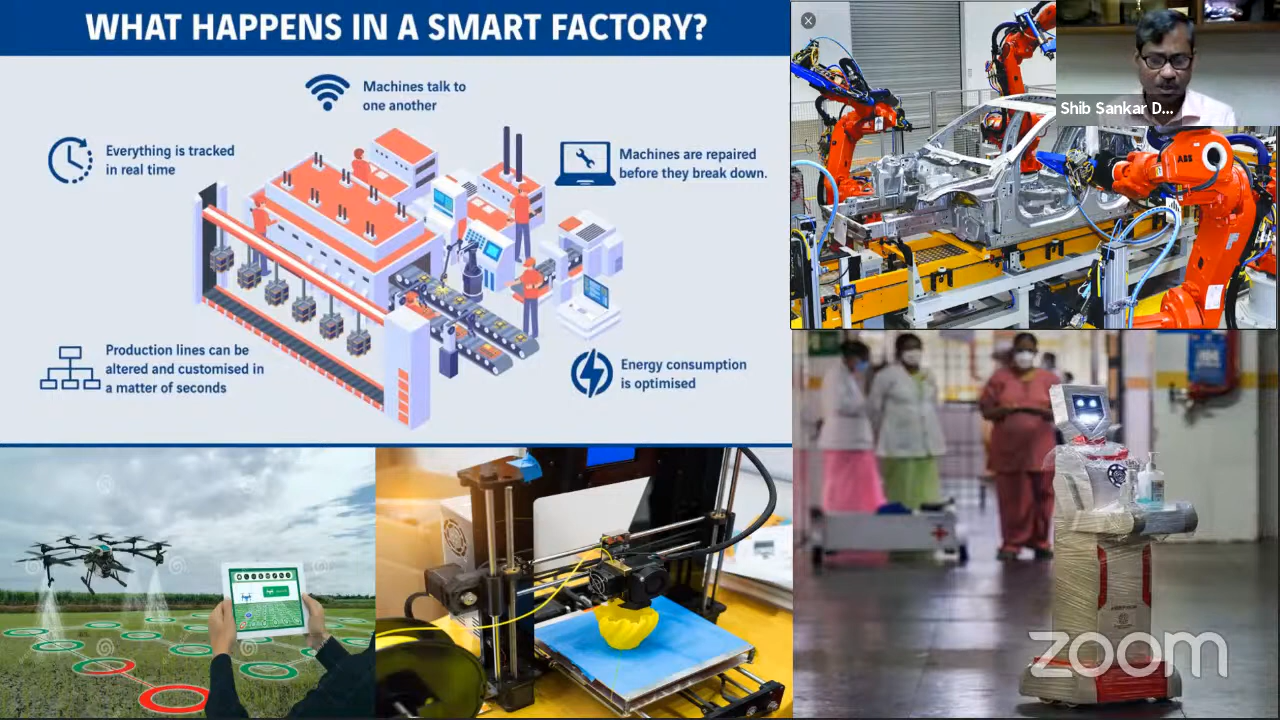 WHAT HAPPENS IN A SMART FACTORY?
Machines talk to
one another
Everything is tracked
in real time
Machines are repaired
before they break down.
Production lines can be
altered and customised in
a matter of seconds
Energy consumption
is optimised
Shib Sankar D...
ABB
zoom